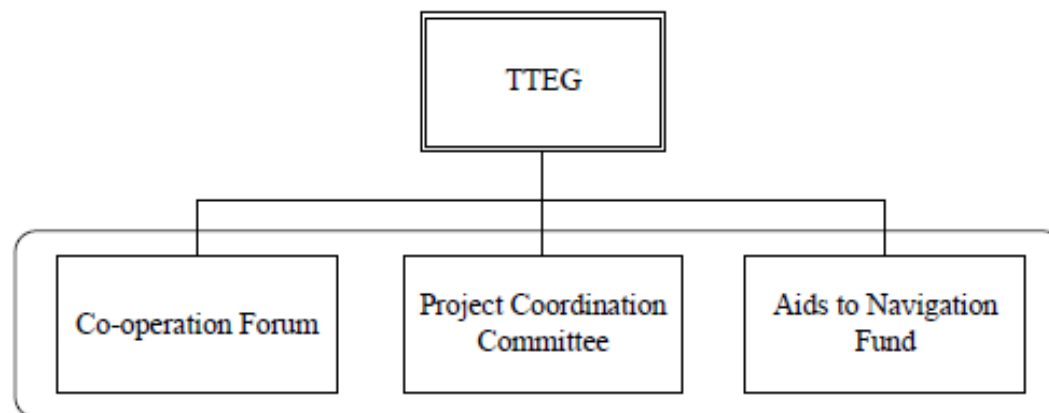 TTEG
Co-operation Forum
Project Coordination
Committee
Aids to Navigation
Fund